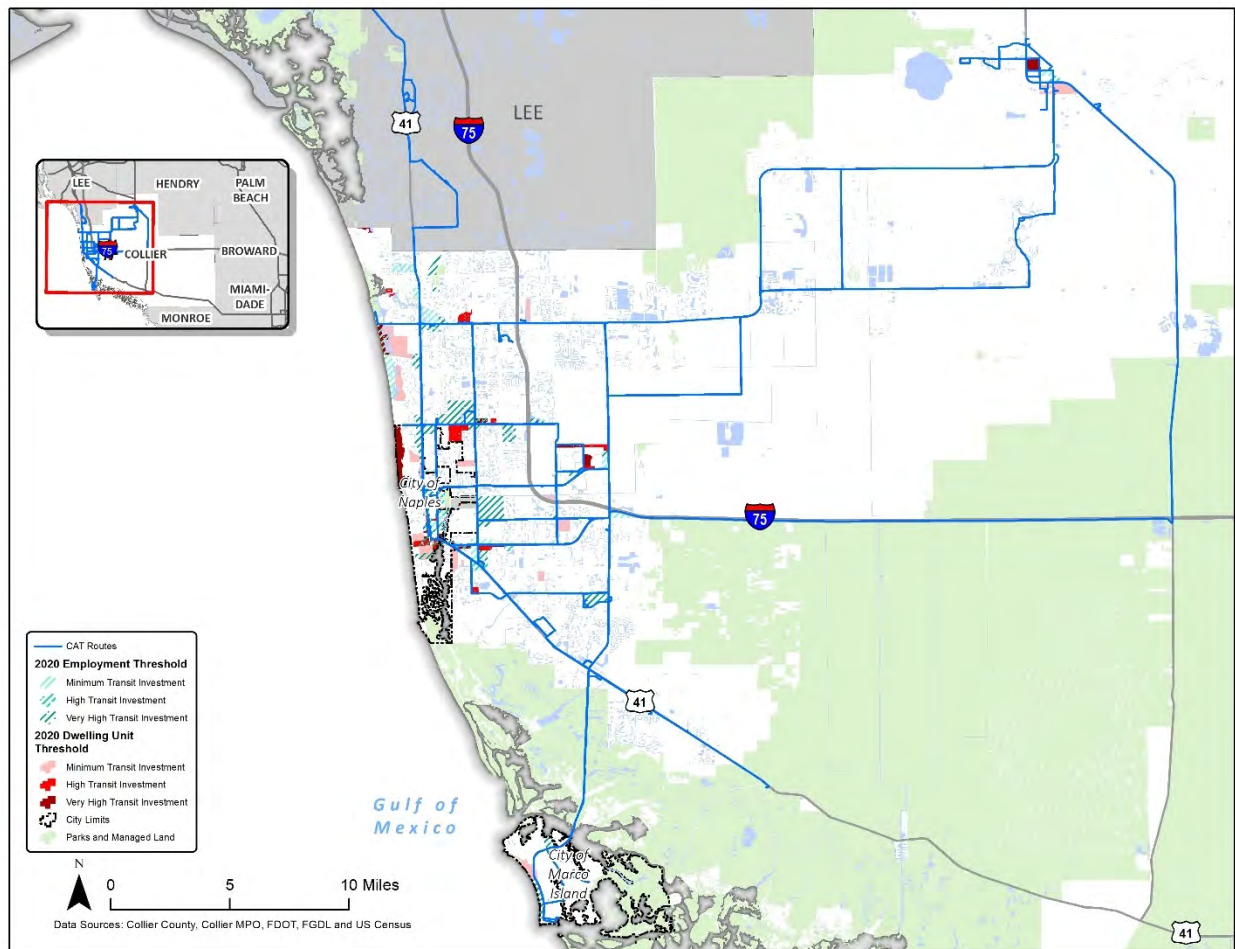 LEE
41
75
LEE
HENDRY
PALM
BEACH
75
COLLIER
BROWARD
MIAMI-
DADE
MONROE
City of
Naples
75
41
CAT Routes
2020 Employment Threshold
Minimum Transit Investment
High Transit Investment
Very High Transit Investment
2020 Dwelling Unit
Threshold
Minimum Transit Investment
High Transit Investment
Very High Transit Investment
City Limits
Parks and Managed Land
Gulf of
Mexico
City of
Marco
Island
N
0 5 10 Miles
Data Sources: Collier County, Collier MPO, FDOT, FGDL and US Census
41